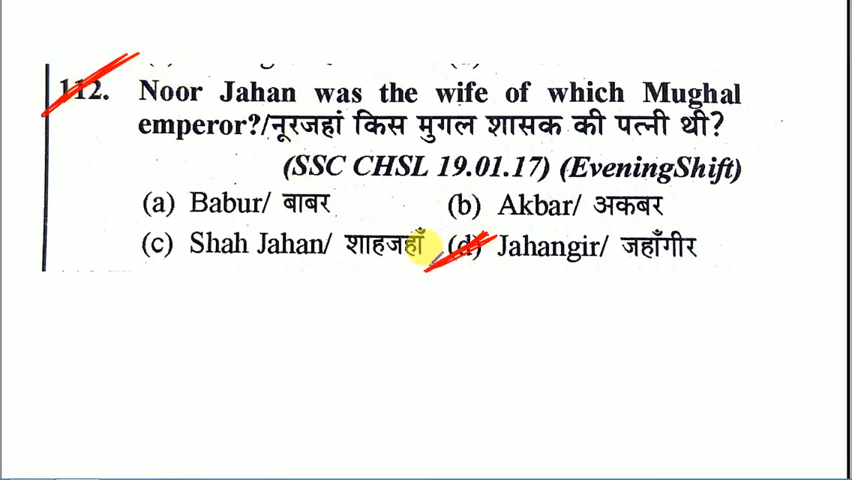 112. Noor Jahan was the wife of which Mughal
emperor?/नूरजहां किस मुगल शासक की पत्नी थी?
(SSC CHSL 19.01.17) (EveningShift)
(a) Babur/ बाबर (b) Akbar/ अकबर
(c) Shah Jahan/ शाहजहाँ (d) Jahangir/ जहाँगीर